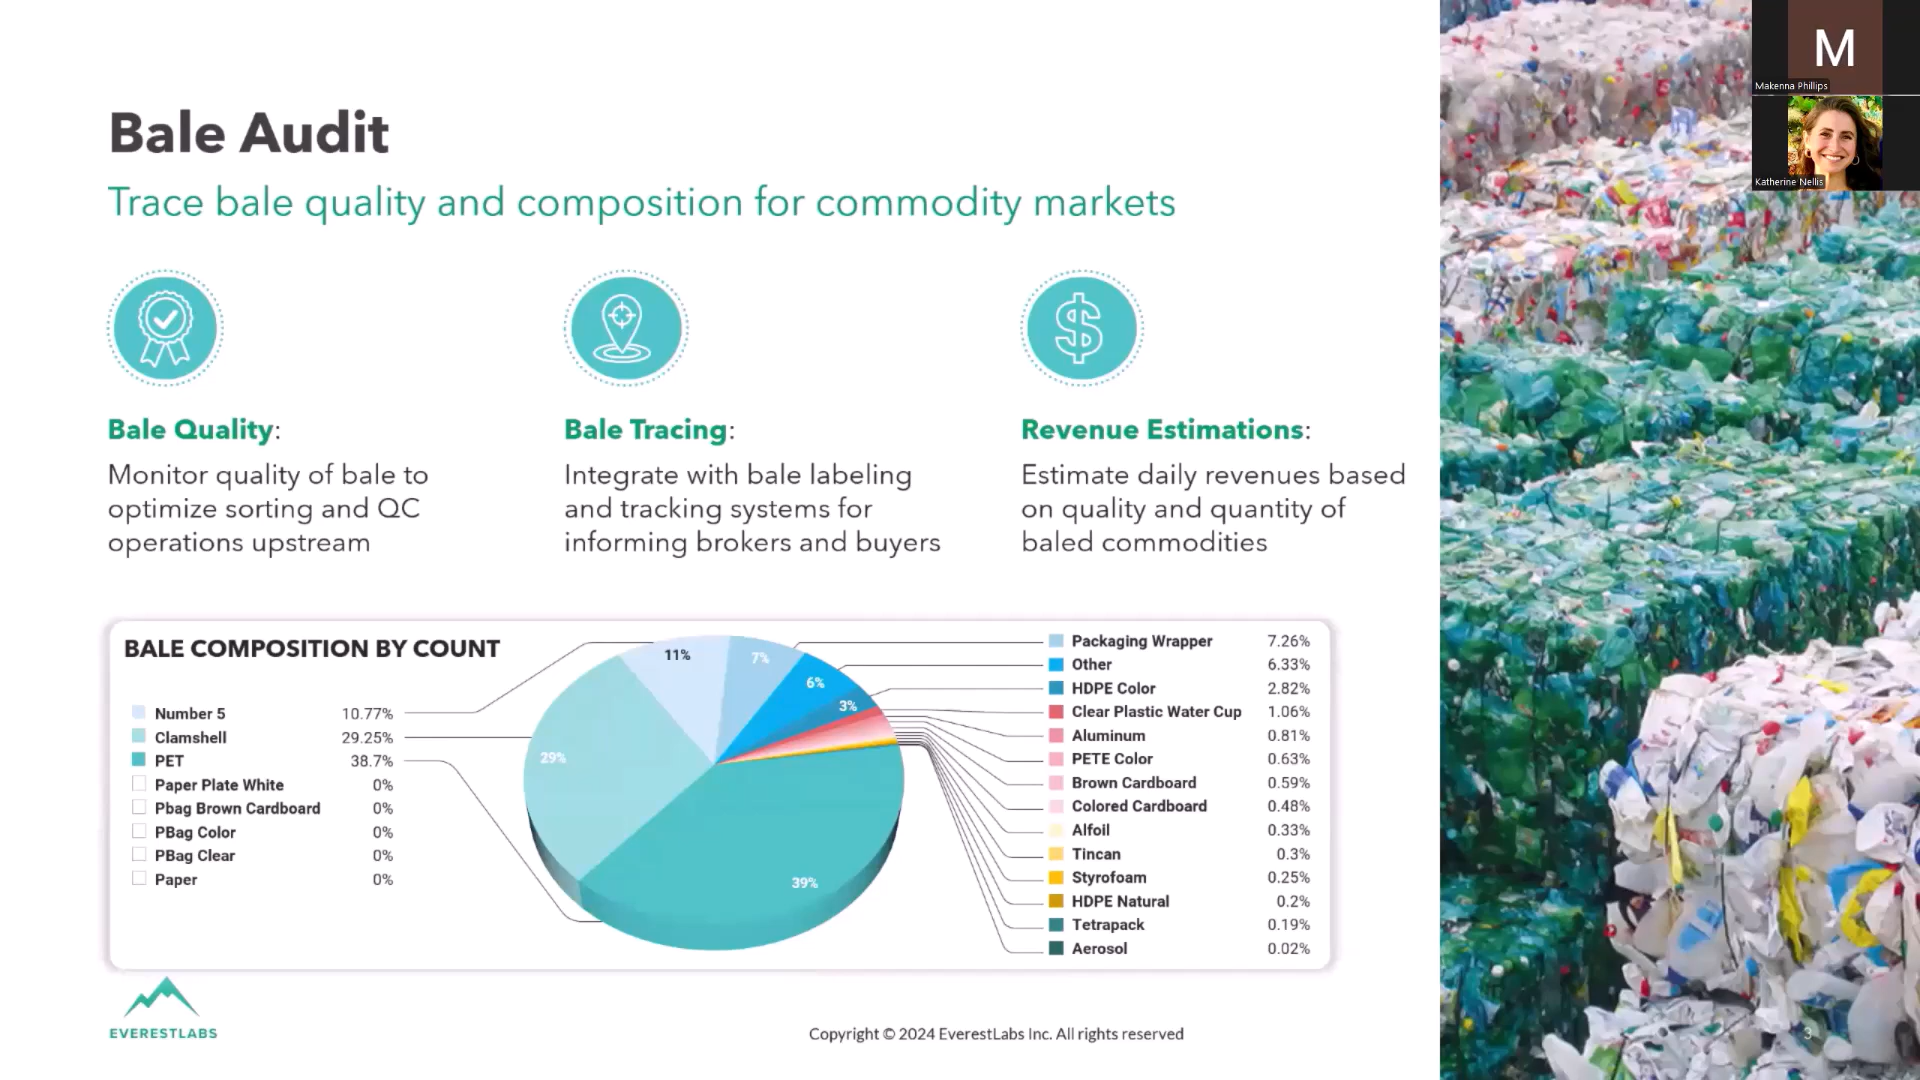 M
Makenna Phillips
Katherine Nellis
Bale Audit
Trace bale quality and composition for commodity markets
Bale Quality:
Monitor quality of bale to
optimize sorting and QC
operations upstream
Bale Tracing:
Integrate with bale labeling
and tracking systems for
informing brokers and buyers
Revenue Estimations:
Estimate daily revenues based
on quality and quantity of
baled commodities
BALE COMPOSITION BY COUNT
Number 5 10.77%
Clamshell 29.25%
PET 38.7%
Paper Plate White 0%
Pbag Brown Cardboard 0%
PBag Color 0%
PBag Clear 0%
Paper 0%
11%
7%
6%
3%
29%
39%
Packaging Wrapper 7.26%
Other 6.33%
HDPE Color 2.82%
Clear Plastic Water Cup 1.06%
Aluminum 0.81%
PETE Color 0.63%
Brown Cardboard 0.59%
Colored Cardboard 0.48%
Alfoil 0.33%
Tincan 0.3%
Styrofoam 0.25%
HDPE Natural 0.2%
Tetrapack 0.19%
Aerosol 0.02%
EVERESTLABS
Copyright © 2024 EverestLabs Inc. All rights reserved
3